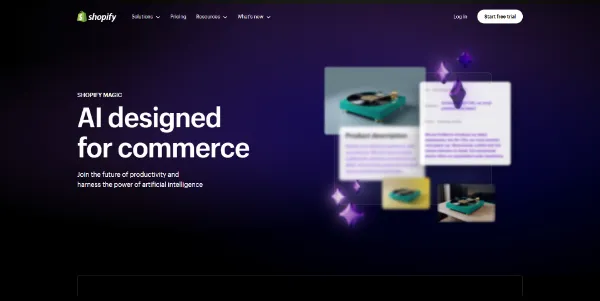 shopify
Solutions
Pricing
Resources
What's new
Log in
Start free trial
SHOPIFY MAGIC
AI designed
for commerce
Join the future of productivity and
harness the power of artificial intelligence
Product description